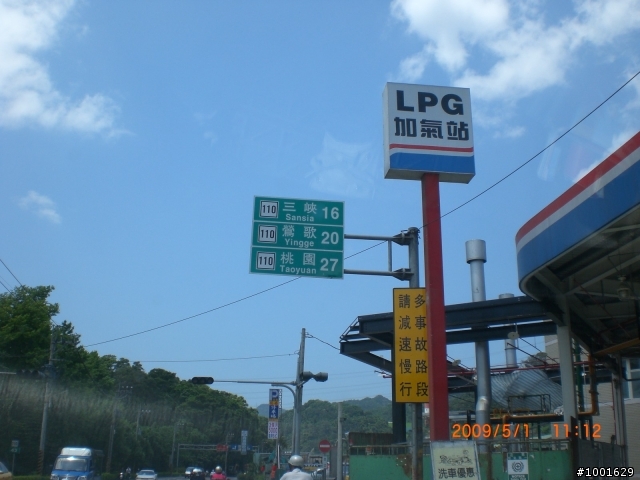 LPG
加氣站
110 三峽 16
Sansia
110 鶯歌 20
Yingge
110 桃園 27
Taoyuan
多事故路段
請減速慢行
2009/5/1 11:12
洗車優惠
#1001629